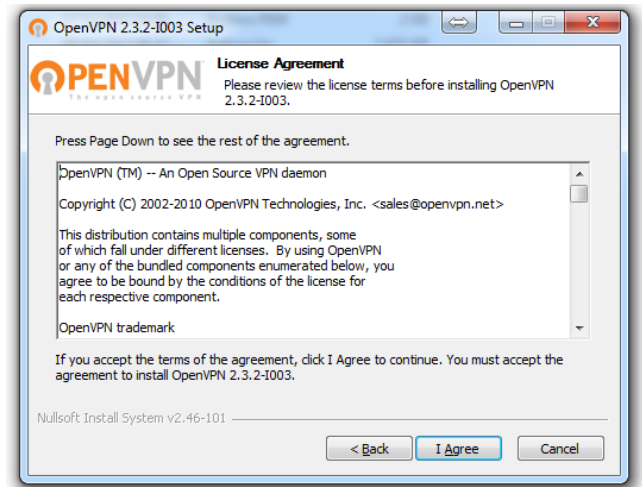 OpenVPN 2.3.2-I003 Setup
OPENVPN
The open source VPN
License Agreement
Please review the license terms before installing OpenVPN
2.3.2-I003.
Press Page Down to see the rest of the agreement.
OpenVPN (TM) -- An Open Source VPN daemon
Copyright (C) 2002-2010 OpenVPN Technologies, Inc. <sales@openvpn.net>
This distribution contains multiple components, some
of which fall under different licenses.  By using OpenVPN
or any of the bundled components enumerated below, you
agree to be bound by the conditions of the license for
each respective component.
OpenVPN trademark
If you accept the terms of the agreement, click I Agree to continue. You must accept the
agreement to install OpenVPN 2.3.2-I003.
Nullsoft Install System v2.46-101
< Back
I Agree
Cancel